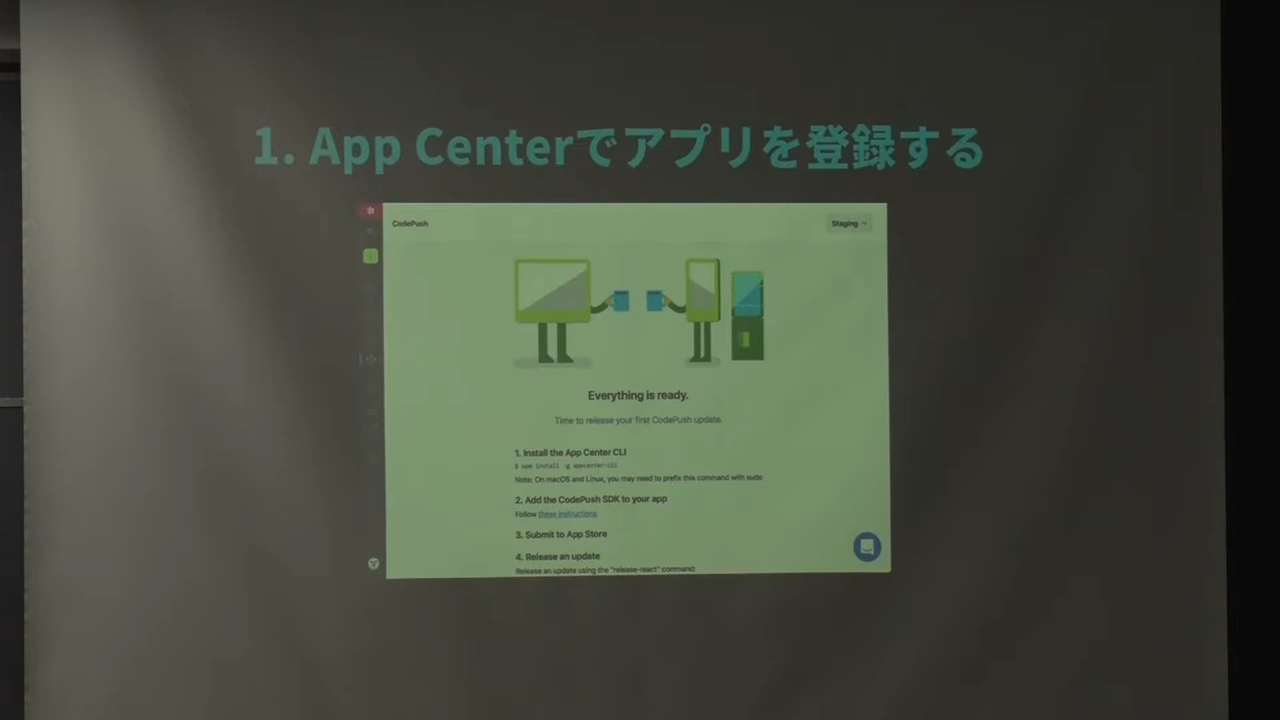 1. App Centerでアプリを登録する
CodePush
Staging
Everything is ready.
Time to release your first CodePush update.
1. Install the App Center CLI
$ npm install -g appcenter-cli
Note: On macOS and Linux, you may need to prefix this command with sudo
2. Add the CodePush SDK to your app
Follow these instructions
3. Submit to App Store
4. Release an update
Release an update using the "release-react" command: